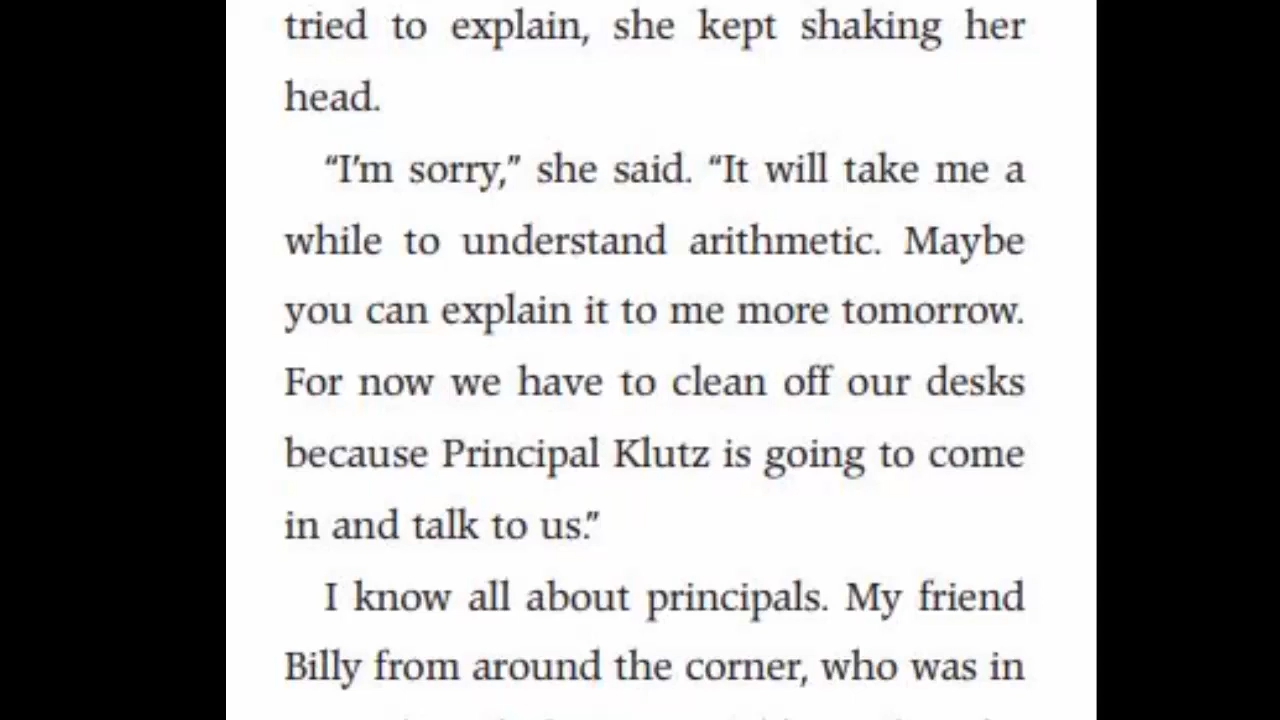 tried to explain, she kept shaking her
head.
“I’m sorry,” she said. “It will take me a
while to understand arithmetic. Maybe
you can explain it to me more tomorrow.
For now we have to clean off our desks
because Principal Klutz is going to come
in and talk to us.”
I know all about principals. My friend
Billy from around the corner, who was in